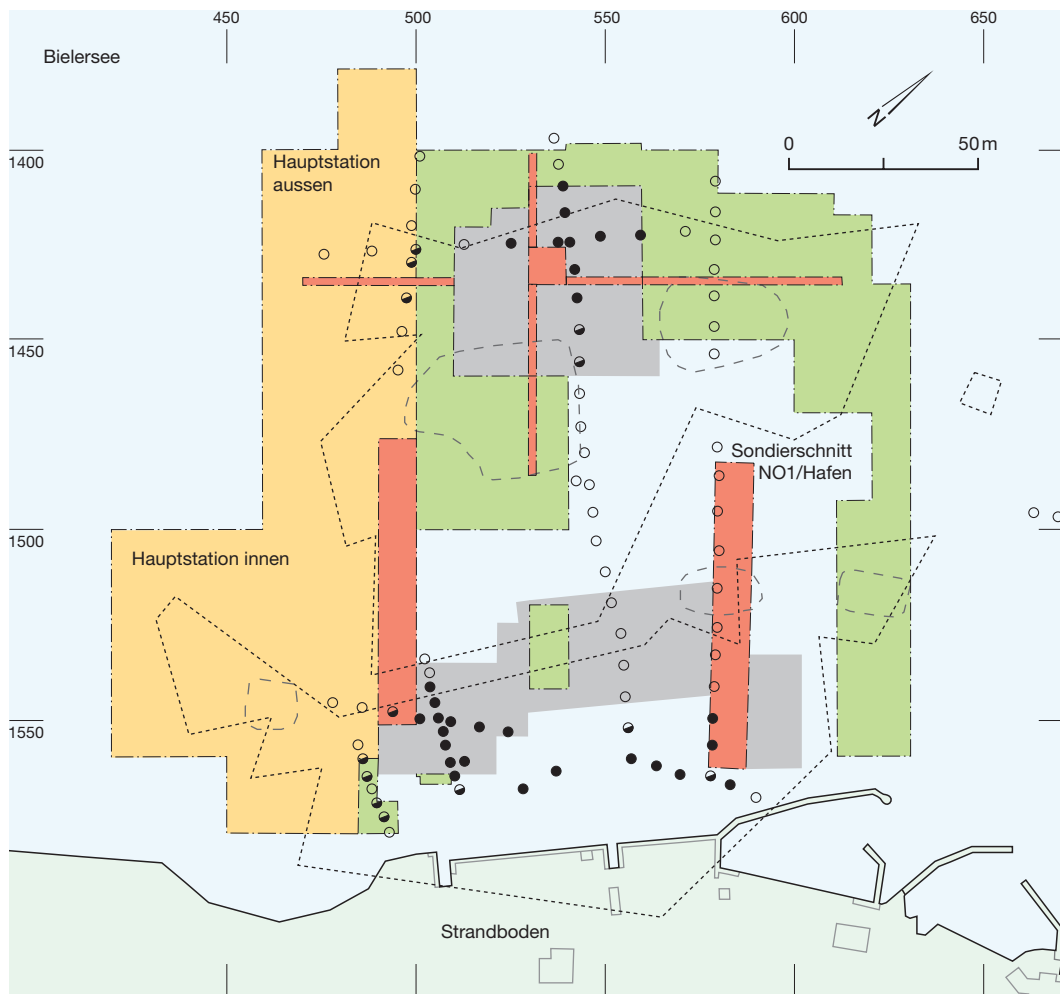 450 500 550 600 650
Bielersee
N
0 50 m
1400
Hauptstation
aussen
1450
Sondierschnitt
NO1/Hafen
1500
Hauptstation innen
1550
Strandboden